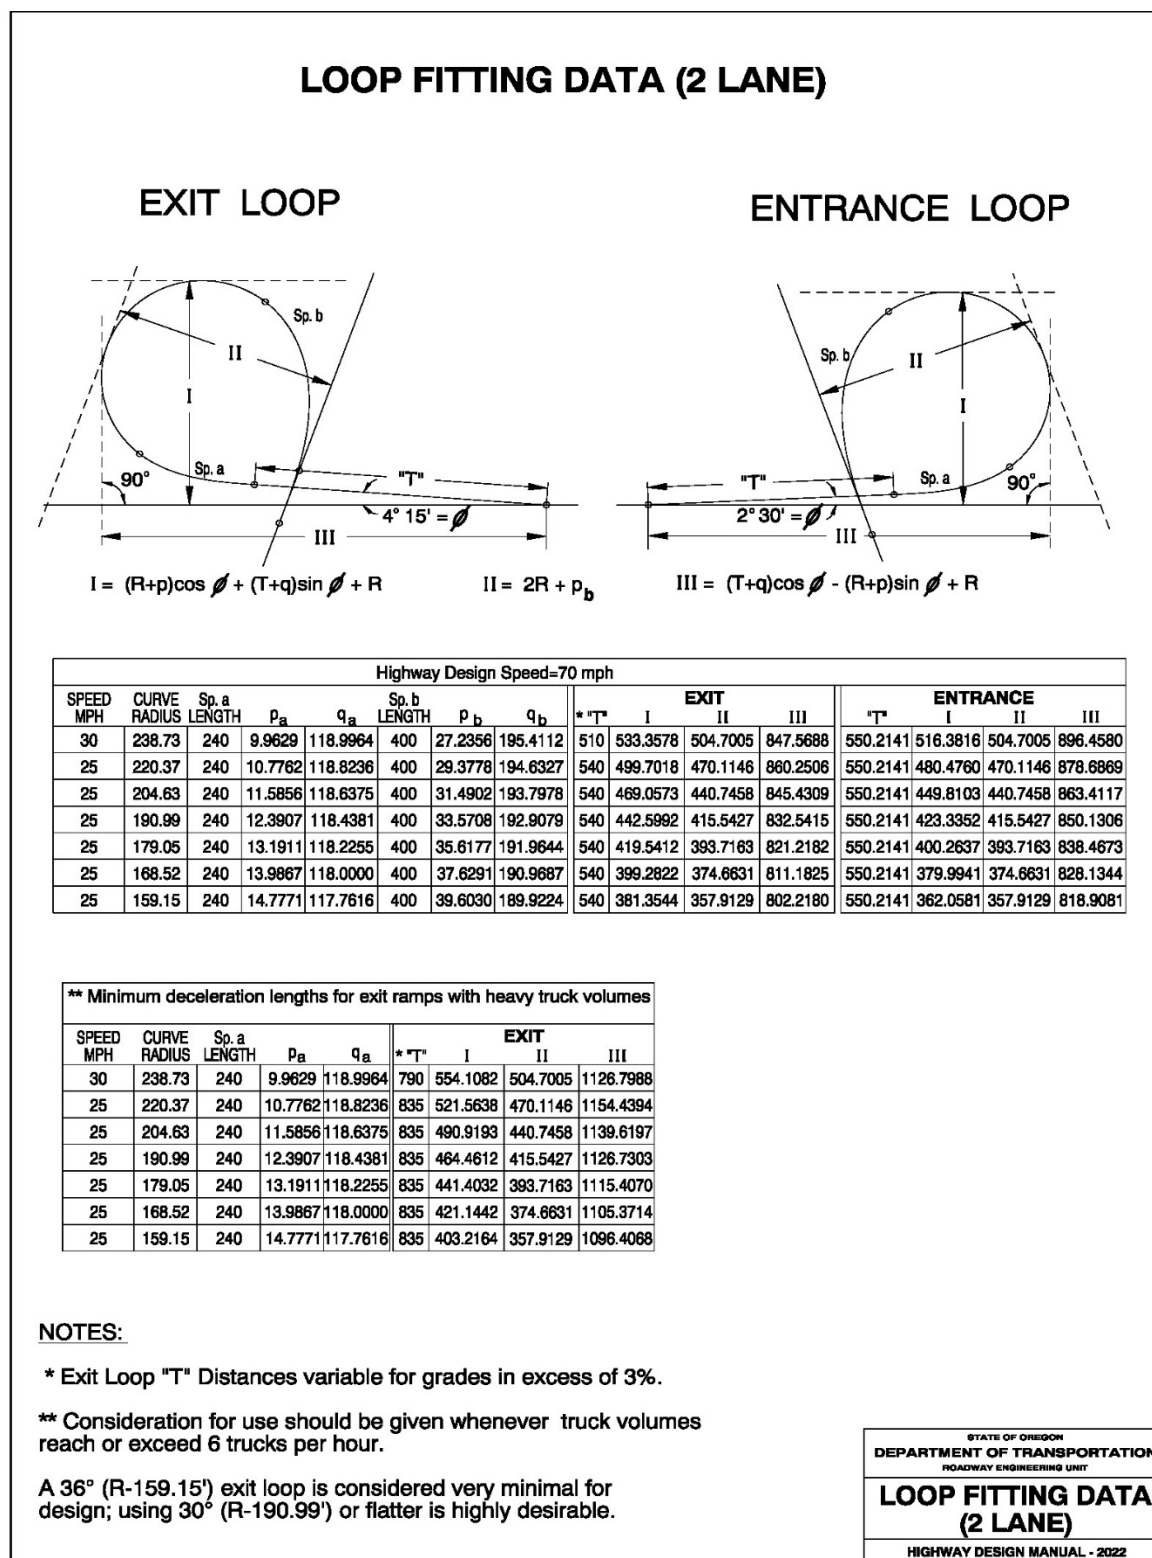 LOOP FITTING DATA (2 LANE)
EXIT LOOP
ENTRANCE LOOP
Sp. b
II
I
90°
Sp. a
"T"
4° 15' = ∅
III
Sp. b
II
I
"T"
Sp. a
90°
2° 30' = ∅
III
I = (R+p)cos ∅ + (T+q)sin ∅ + R
II = 2R + p_b
III = (T+q)cos ∅ - (R+p)sin ∅ + R
Highway Design Speed=70 mph
EXIT ENTRANCE
SPEED MPH CURVE RADIUS Sp. a LENGTH p_a q_a Sp. b LENGTH p_b q_b * "T" I II III "T" I II III
30 238.73 240 9.9629 118.9964 400 27.2356 195.4112 510 533.3578 504.7005 847.5688 550.2141 516.3816 504.7005 896.4580
25 220.37 240 10.7762 118.8236 400 29.3778 194.6327 540 499.7018 470.1146 860.2506 550.2141 480.4760 470.1146 878.6869
25 204.63 240 11.5856 118.6375 400 31.4902 193.7978 540 469.0573 440.7458 845.4309 550.2141 449.8103 440.7458 863.4117
25 190.99 240 12.3907 118.4381 400 33.5708 192.9079 540 442.5992 415.5427 832.5415 550.2141 423.3352 415.5427 850.1306
25 179.05 240 13.1911 118.2255 400 35.6177 191.9644 540 419.5412 393.7163 821.2182 550.2141 400.2637 393.7163 838.4673
25 168.52 240 13.9867 118.0000 400 37.6291 190.9687 540 399.2822 374.6631 811.1825 550.2141 379.9941 374.6631 828.1344
25 159.15 240 14.7771 117.7616 400 39.6030 189.9224 540 381.3544 357.9129 802.2180 550.2141 362.0581 357.9129 818.9081
** Minimum deceleration lengths for exit ramps with heavy truck volumes
EXIT
SPEED MPH CURVE RADIUS Sp. a LENGTH p_a q_a * "T" I II III
30 238.73 240 9.9629 118.9964 790 554.1082 504.7005 1126.7988
25 220.37 240 10.7762 118.8236 835 521.5638 470.1146 1154.4394
25 204.63 240 11.5856 118.6375 835 490.9193 440.7458 1139.6197
25 190.99 240 12.3907 118.4381 835 464.4612 415.5427 1126.7303
25 179.05 240 13.1911 118.2255 835 441.4032 393.7163 1115.4070
25 168.52 240 13.9867 118.0000 835 421.1442 374.6631 1105.3714
25 159.15 240 14.7771 117.7616 835 403.2164 357.9129 1096.4068
NOTES:
* Exit Loop "T" Distances variable for grades in excess of 3%.
** Consideration for use should be given whenever truck volumes
reach or exceed 6 trucks per hour.
A 36° (R-159.15') exit loop is considered very minimal for
design; using 30° (R-190.99') or flatter is highly desirable.
STATE OF OREGON
DEPARTMENT OF TRANSPORTATION
ROADWAY ENGINEERING UNIT
LOOP FITTING DATA
(2 LANE)
HIGHWAY DESIGN MANUAL - 2022